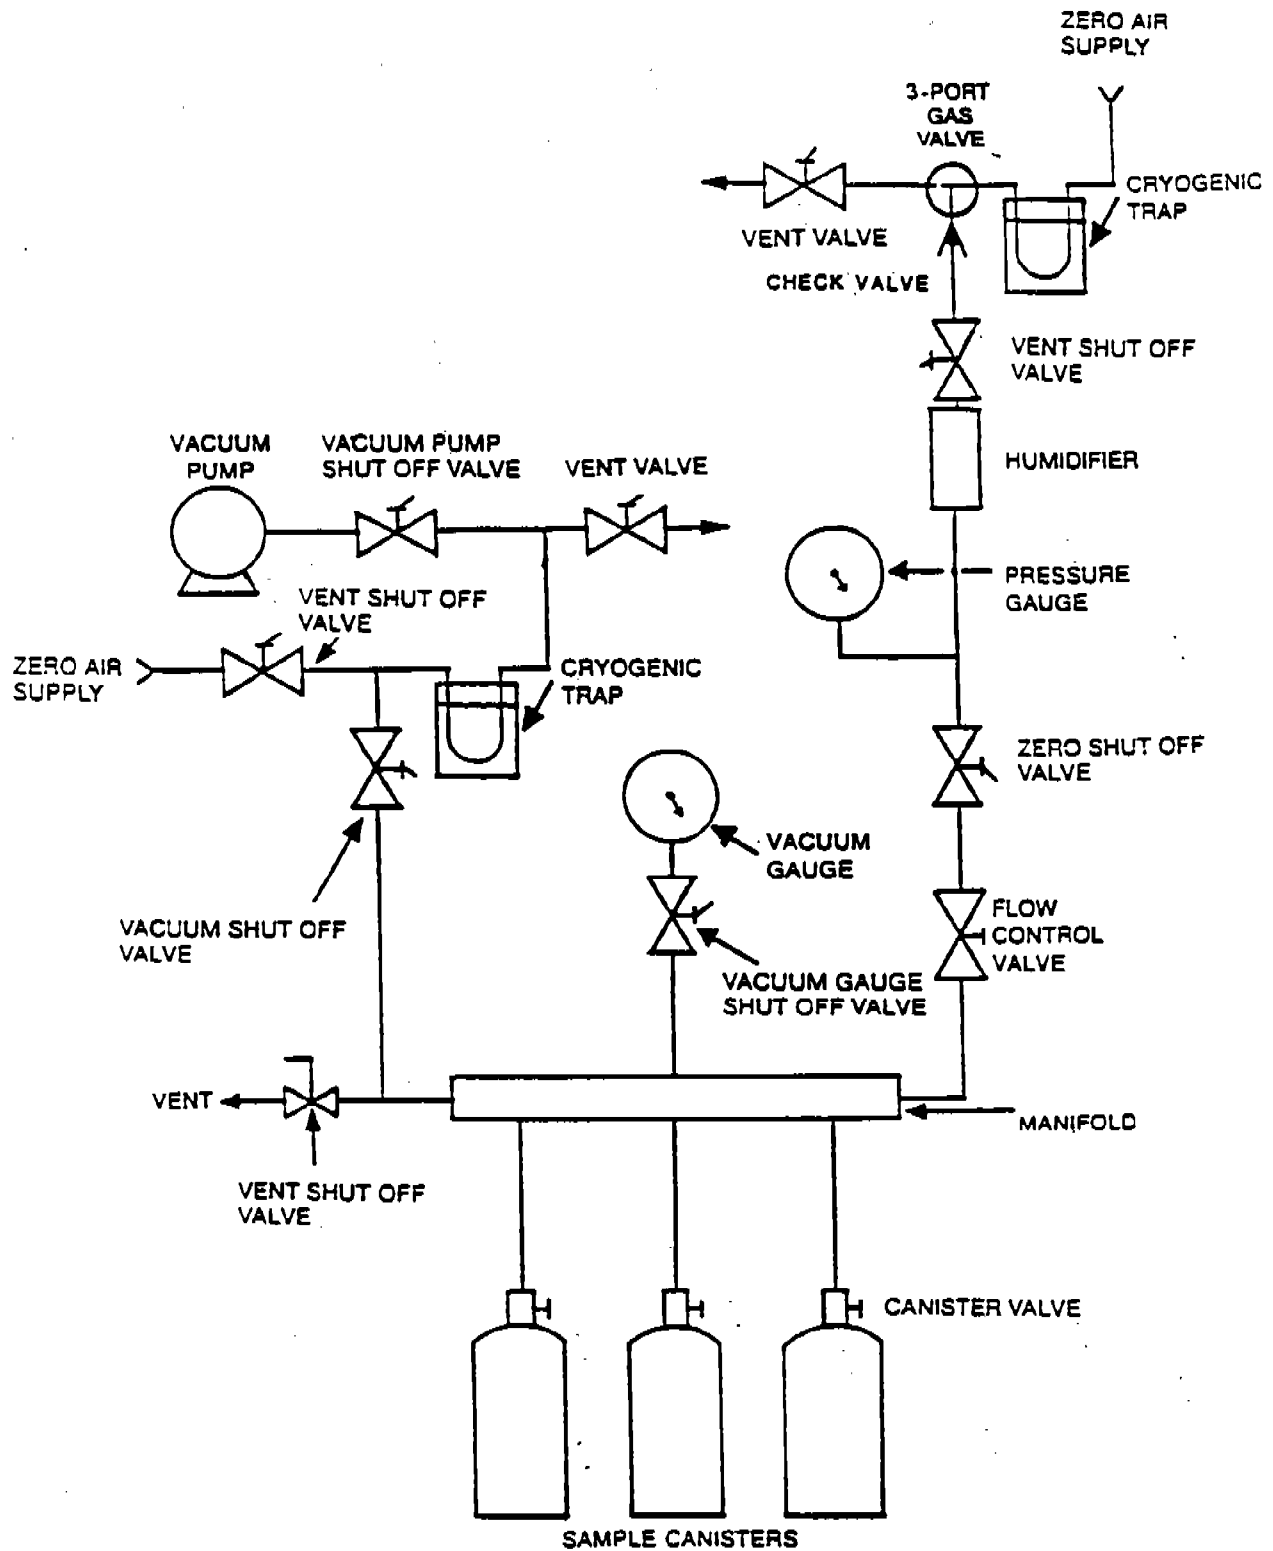 ZERO AIR
SUPPLY
3-PORT
GAS
VALVE
CRYOGENIC
TRAP
VENT VALVE
CHECK VALVE
VENT SHUT OFF
VALVE
HUMIDIFIER
VACUUM
PUMP
VACUUM PUMP
SHUT OFF VALVE
VENT VALVE
PRESSURE
GAUGE
VENT SHUT OFF
VALVE
ZERO AIR
SUPPLY
CRYOGENIC
TRAP
ZERO SHUT OFF
VALVE
VACUUM
GAUGE
VACUUM SHUT OFF
VALVE
FLOW
CONTROL
VALVE
VACUUM GAUGE
SHUT OFF VALVE
VENT
MANIFOLD
VENT SHUT OFF
VALVE
CANISTER VALVE
SAMPLE CANISTERS